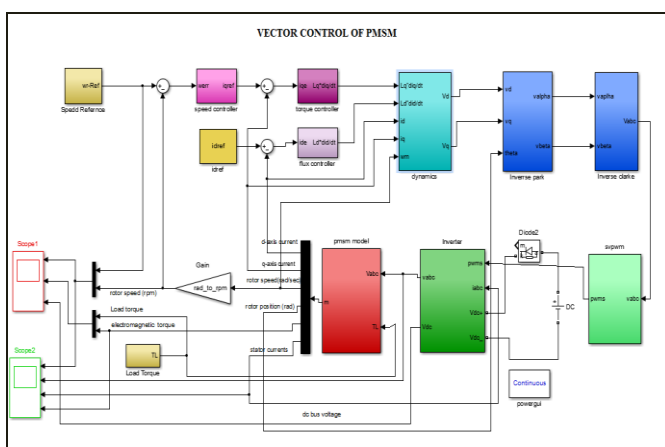 VECTOR CONTROL OF PMSM
wr-Ref
Spedd Refernce
werr iqref
speed controller
iqe Lq*diq/dt
torque controller
idref
idref
ide Ld*did/dt
flux controller
Lq*diq/dt
Ld*did/dt
id
iq
wm
Vd
Vq
dynamics
vd
vq
theta
valpha
vbeta
Inverse park
vaplha
vbeta
Vabc
Inverse clarke
Scope1
Scope2
rotor speed (rpm)
Gain
rad_to_rpm
d-axis current
q-axis current
rotor speed(rad/sec)
rotor position (rad)
Load torque
electromagnetic torque
stator currents
TL
Load Torque
pmsm model
Vabc
TL
m
Inverter
vabc
Vdc
pwms
Iabc
Vdc+
Vdc_
Diode2
m
DC
svpwm
pwms
vabc
Continuous
powergui
dc bus voltage